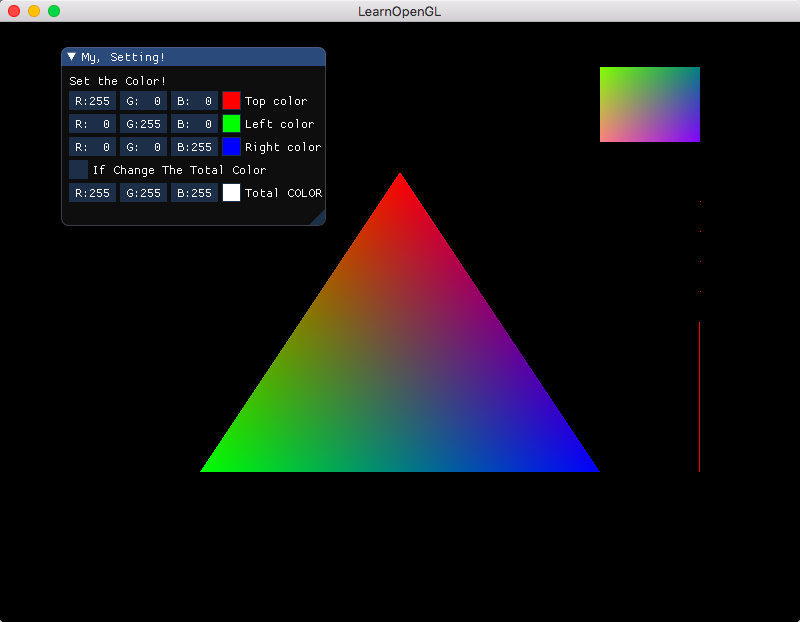 LearnOpenGL
My, Setting!
Set the Color!
R:255 G: 0 B: 0 Top color
R: 0 G:255 B: 0 Left color
R: 0 G: 0 B:255 Right color
If Change The Total Color
R:255 G:255 B:255 Total COLOR